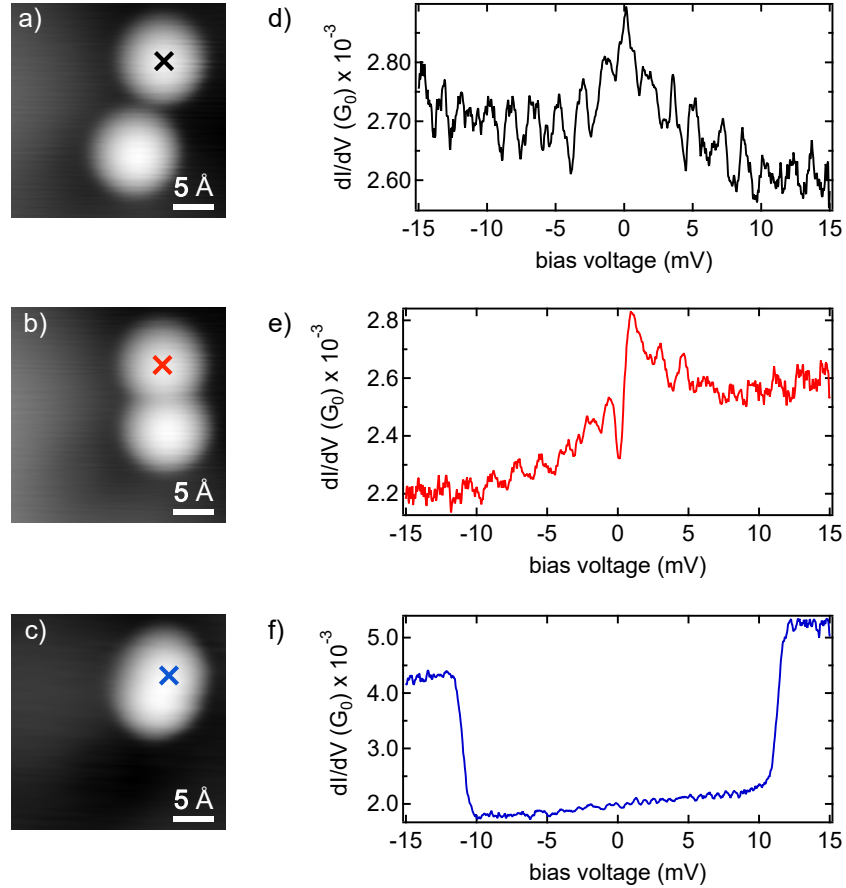 a)
5 Å
d)
dI/dV (G₀) x 10⁻³
2.80
2.70
2.60
-15 -10 -5 0 5 10 15
bias voltage (mV)
b)
5 Å
e)
dI/dV (G₀) x 10⁻³
2.8
2.6
2.4
2.2
-15 -10 -5 0 5 10 15
bias voltage (mV)
c)
5 Å
f)
dI/dV (G₀) x 10⁻³
5.0
4.0
3.0
2.0
-15 -10 -5 0 5 10 15
bias voltage (mV)